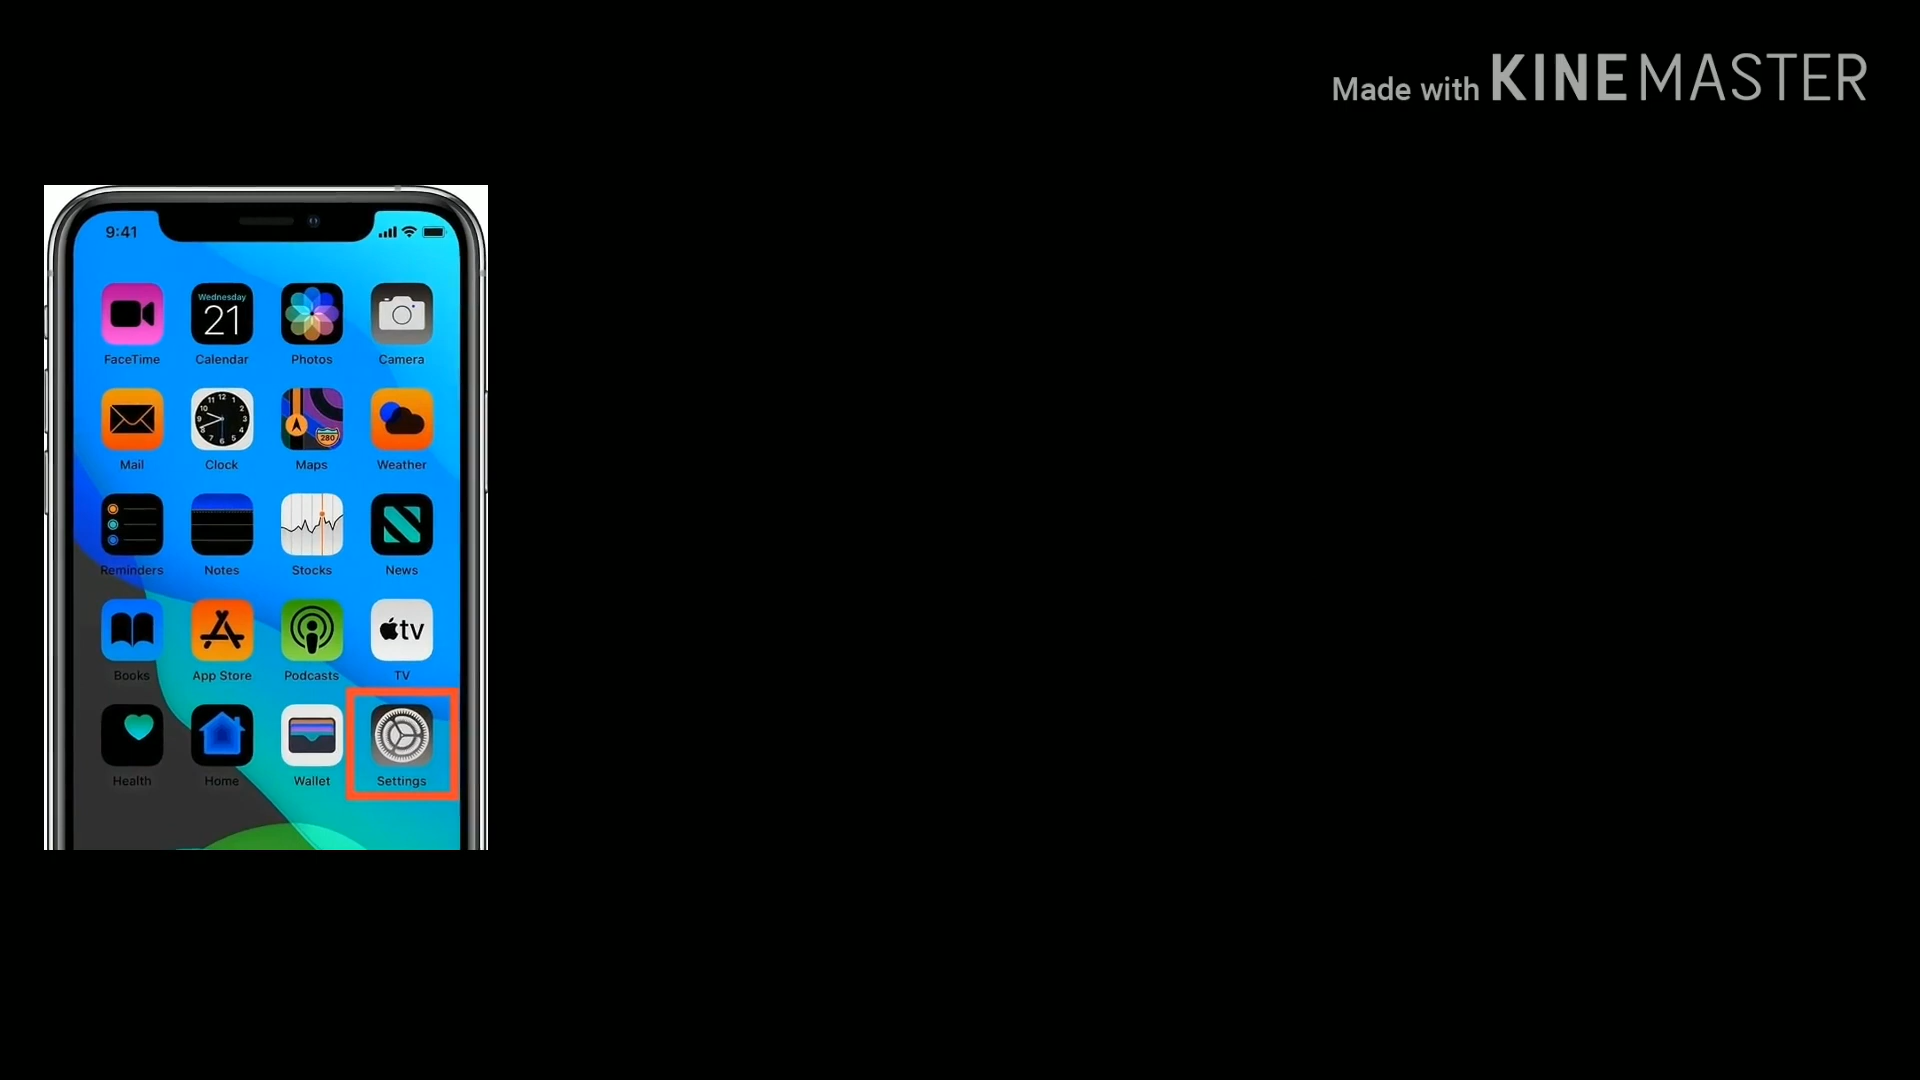 Made with KINEMASTER
9:41
Wednesday
21
FaceTime Calendar Photos Camera
280
Mail Clock Maps Weather
Reminders Notes Stocks News
tv
Books App Store Podcasts TV
Health Home Wallet Settings